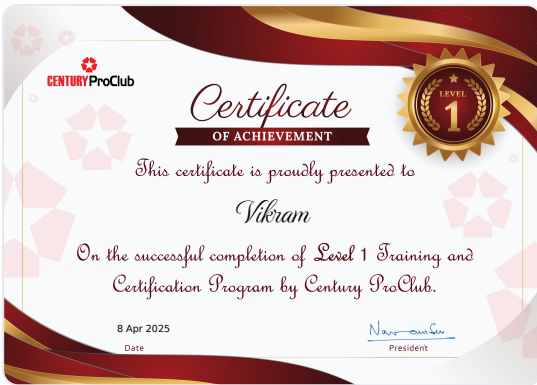 CENTURY ProClub
Certificate
OF ACHIEVEMENT
LEVEL
1
This certificate is proudly presented to
Vikram
On the successful completion of Level 1 Training and
Certification Program by Century ProClub.
8 Apr 2025
Date
President